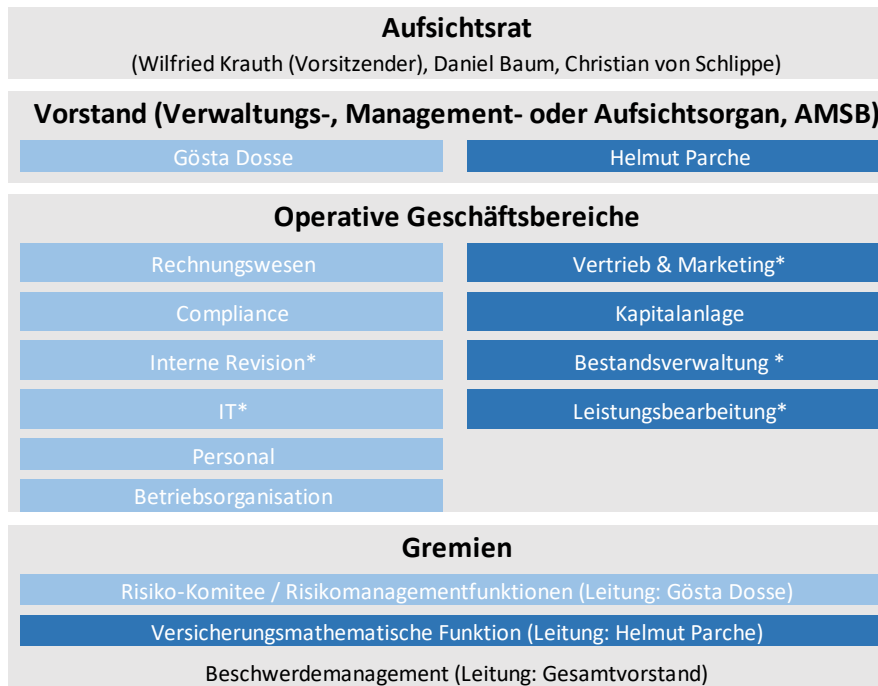 Aufsichtsrat
(Wilfried Krauth (Vorsitzender), Daniel Baum, Christian von Schlippe)
Vorstand (Verwaltungs-, Management- oder Aufsichtsorgan, AMSB)
Gösta Dosse
Helmut Parche
Operative Geschäftsbereiche
Rechnungswesen
Vertrieb & Marketing*
Compliance
Kapitalanlage
Interne Revision*
Bestandsverwaltung *
IT*
Leistungsbearbeitung*
Personal
Betriebsorganisation
Gremien
Risiko-Komitee / Risikomanagementfunktionen (Leitung: Gösta Dosse)
Versicherungsmathematische Funktion (Leitung: Helmut Parche)
Beschwerdemanagement (Leitung: Gesamtvorstand)